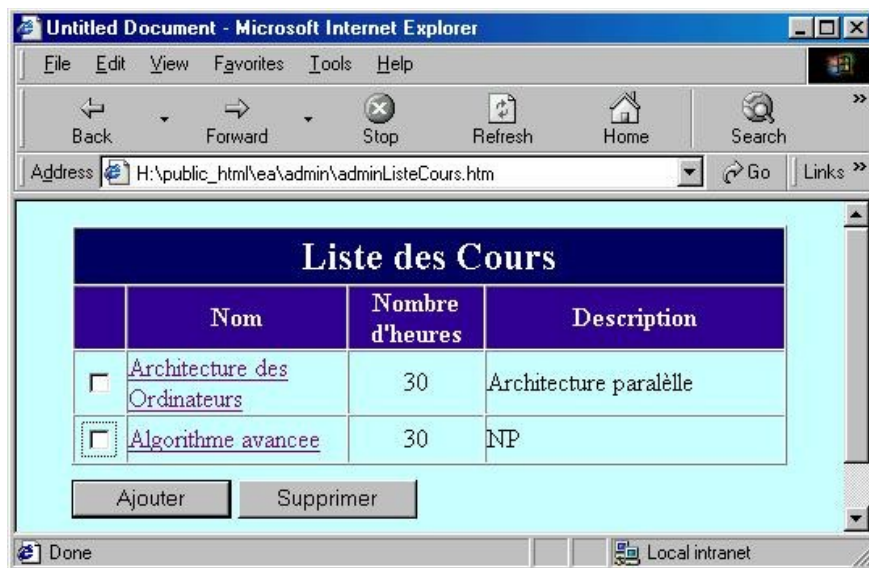 Untitled Document - Microsoft Internet Explorer
File Edit View Favorites Tools Help
Back Forward Stop Refresh Home Search »
Address H:\public_html\ea\admin\adminListeCours.htm Go Links »
Liste des Cours
Nom Nombre d'heures Description
Architecture des Ordinateurs 30 Architecture paralèlle
Algorithme avancee 30 NP
Ajouter Supprimer
Done Local intranet